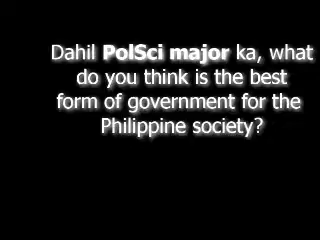 Dahil PolSci major ka, what
do you think is the best
form of government for the
Philippine society?